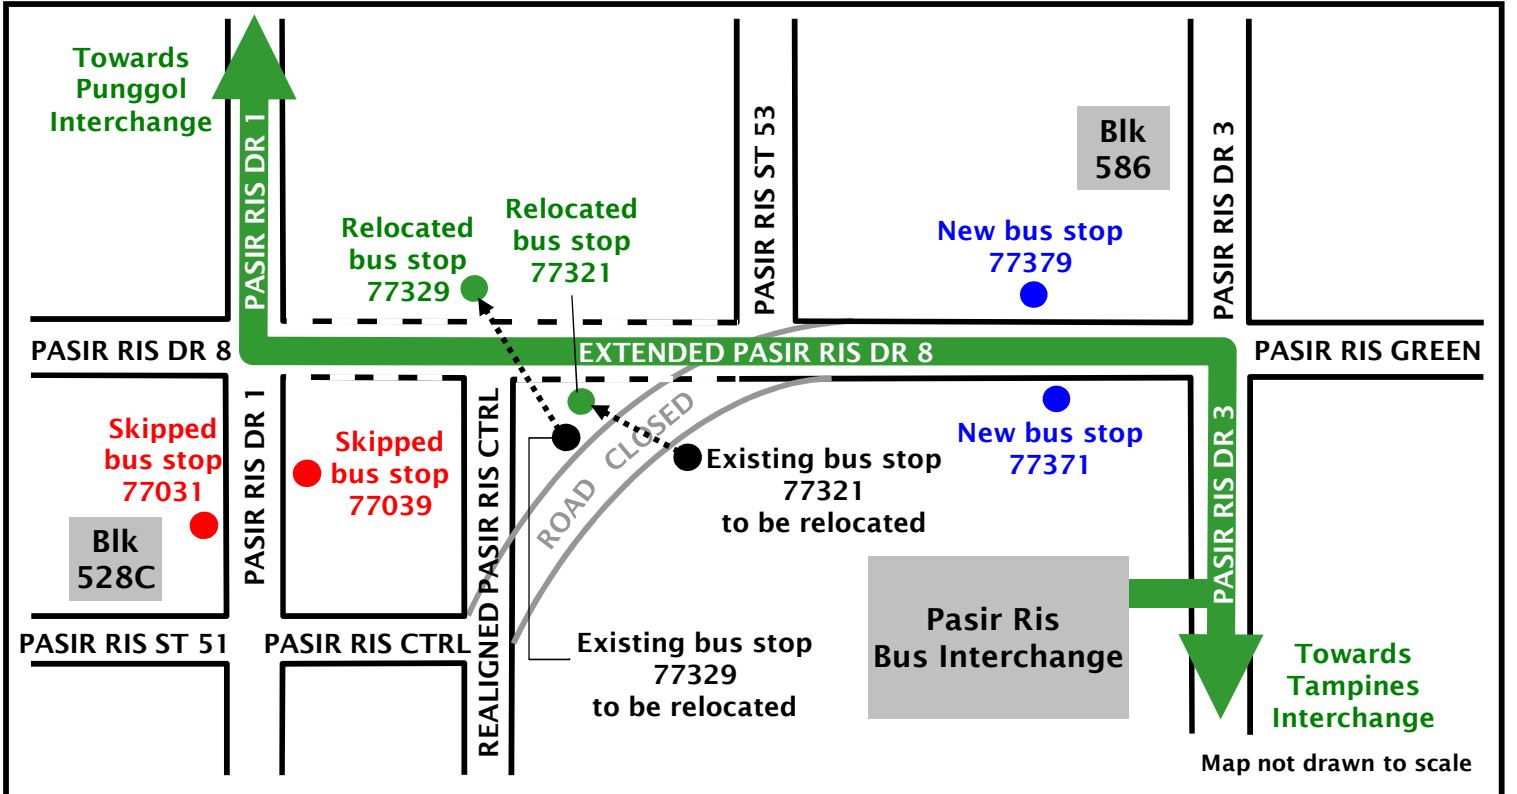 Towards
Punggol
Interchange
PASIR RIS DR 1
Relocated
bus stop
77329
Relocated
bus stop
77321
PASIR RIS ST 53
Blk
586
PASIR RIS DR 3
New bus stop
77379
PASIR RIS DR 8
EXTENDED PASIR RIS DR 8
PASIR RIS GREEN
Skipped
bus stop
77031
PASIR RIS DR 1
Skipped
bus stop
77039
REALIGNED PASIR RIS CTRL
ROAD CLOSED
Existing bus stop
77321
to be relocated
New bus stop
77371
PASIR RIS DR 3
Blk
528C
PASIR RIS ST 51
PASIR RIS CTRL
Existing bus stop
77329
to be relocated
Pasir Ris
Bus Interchange
Towards
Tampines
Interchange
Map not drawn to scale